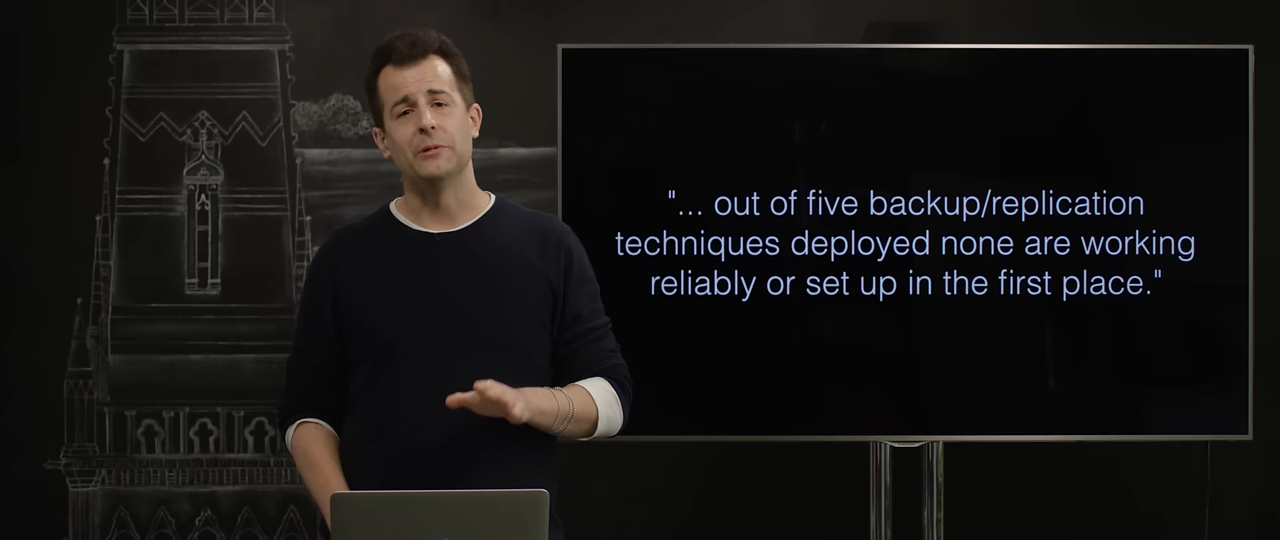 "... out of five backup/replication
techniques deployed none are working
reliably or set up in the first place."